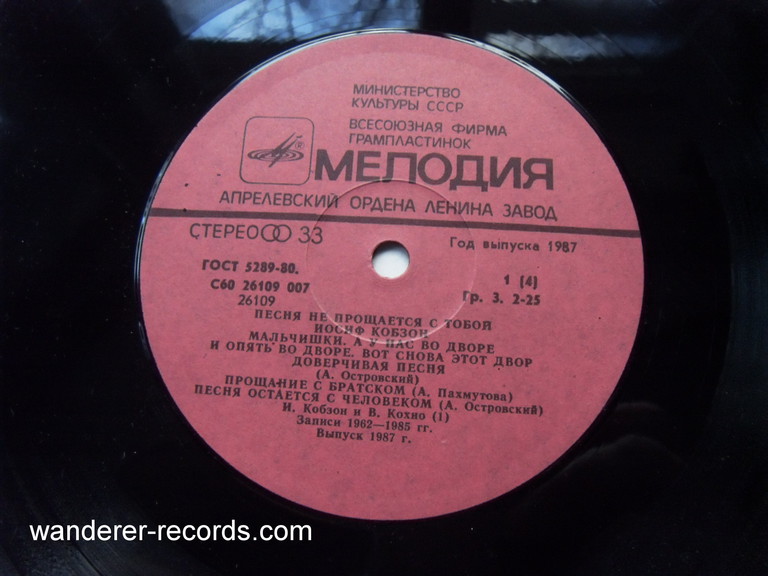 МИНИСТЕРСТВО
КУЛЬТУРЫ СССР
ВСЕСОЮЗНАЯ ФИРМА
ГРАМПЛАСТИНОК
МЕЛОДИЯ
АПРЕЛЕВСКИЙ ОРДЕНА ЛЕНИНА ЗАВОД
СТЕРЕО 33
Год выпуска 1987
ГОСТ 5289-80.
1 (4)
С60 26109 007
Гр. 3. 2-25
26109
ПЕСНЯ НЕ ПРОЩАЕТСЯ С ТОБОЙ
ИОСИФ КОБЗОН
МАЛЬЧИШКИ. А У НАС ВО ДВОРЕ
И ОПЯТЬ ВО ДВОРЕ. ВОТ СНОВА ЭТОТ ДВОР
ДОВЕРЧИВАЯ ПЕСНЯ
(А. Островский)
ПРОЩАНИЕ С БРАТСКОМ (А. Пахмутова)
ПЕСНЯ ОСТАЕТСЯ С ЧЕЛОВЕКОМ (А. Островский)
И. Кобзон и В. Кохно (1)
Записи 1962—1985 гг.
Выпуск 1987 г.
wanderer-records.com